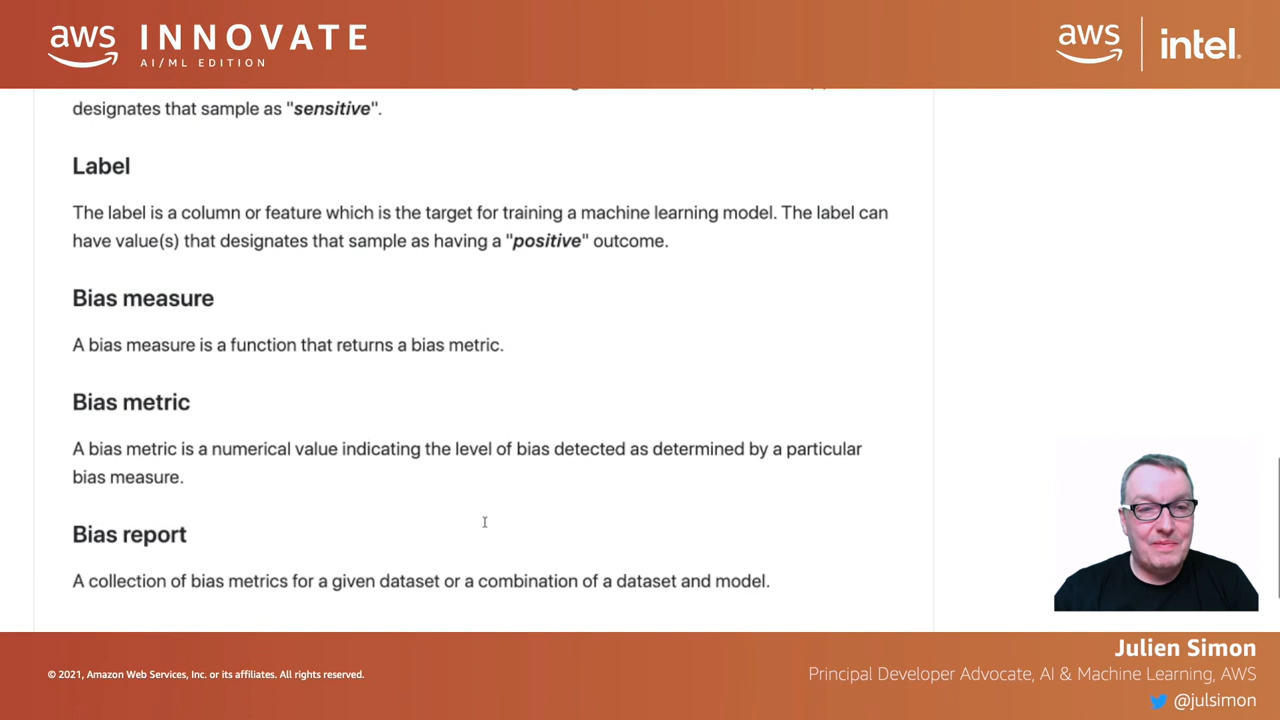 aws INNOVATE
AI/ML EDITION
aws intel.
designates that sample as "sensitive".
Label
The label is a column or feature which is the target for training a machine learning model. The label can
have value(s) that designates that sample as having a "positive" outcome.
Bias measure
A bias measure is a function that returns a bias metric.
Bias metric
A bias metric is a numerical value indicating the level of bias detected as determined by a particular
bias measure.
Bias report
A collection of bias metrics for a given dataset or a combination of a dataset and model.
© 2021, Amazon Web Services, Inc. or its affiliates. All rights reserved.
Julien Simon
Principal Developer Advocate, AI & Machine Learning, AWS
@julsimon